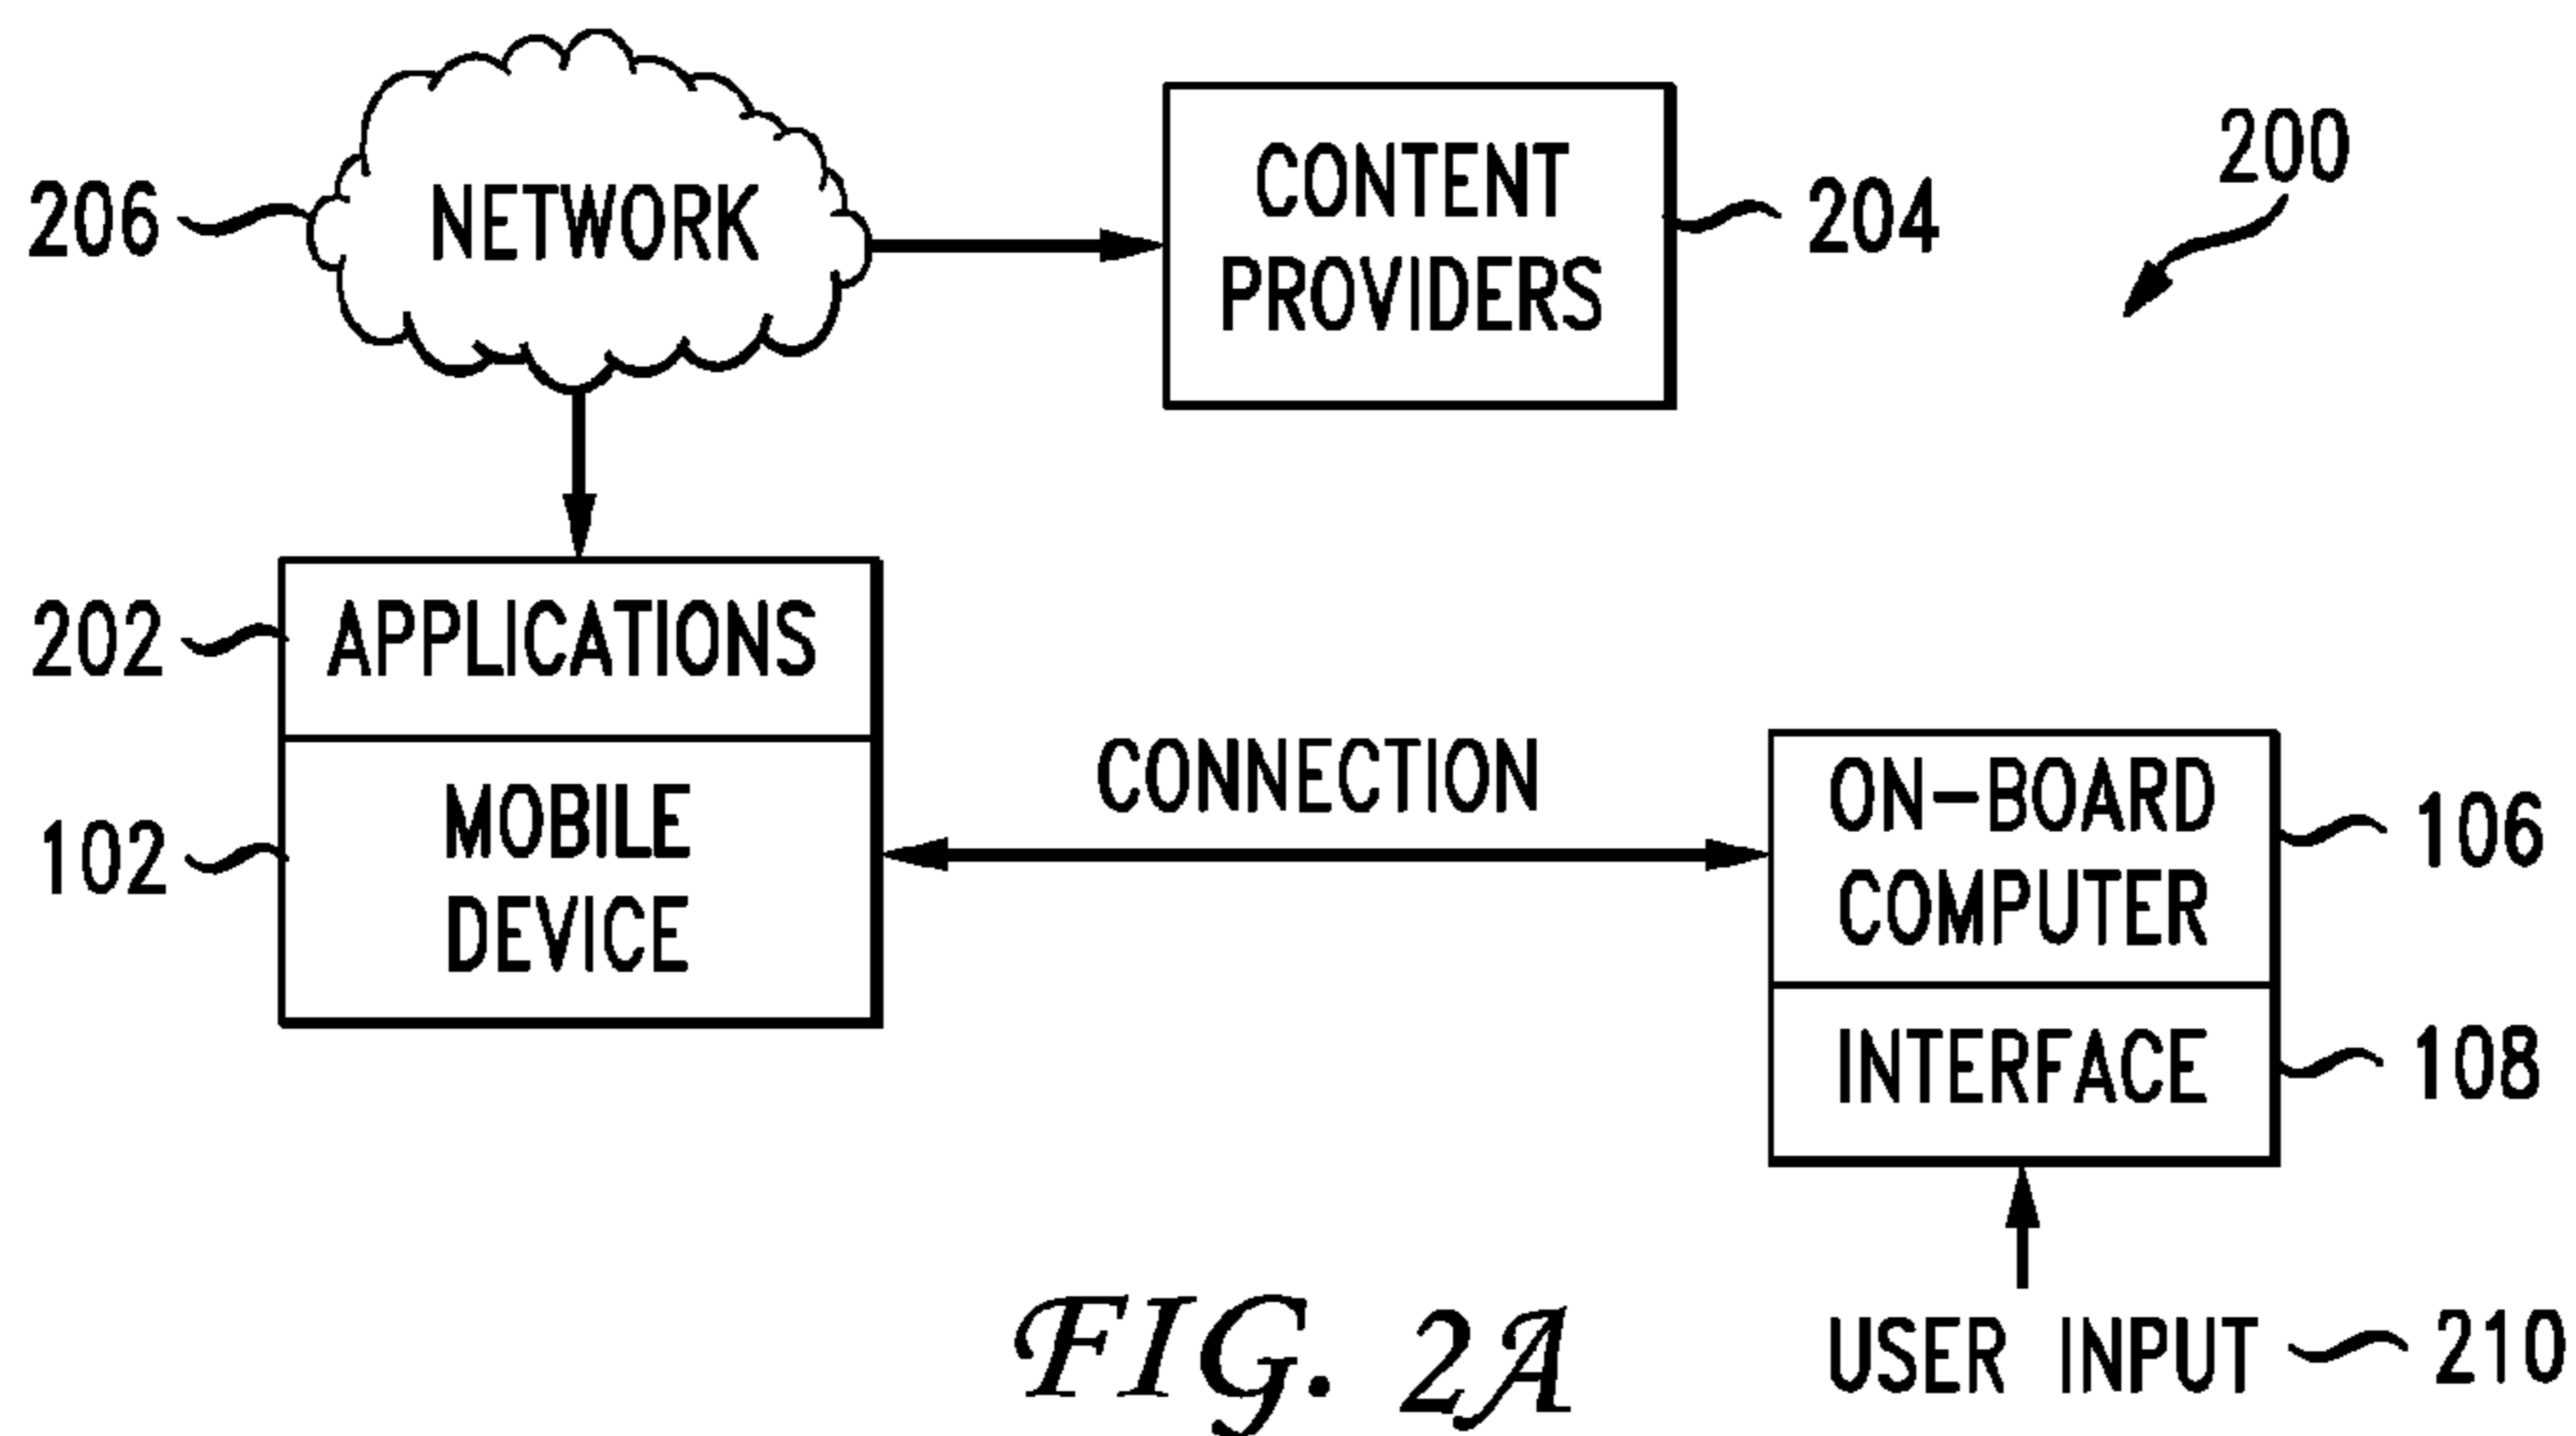 206
NETWORK
CONTENT
PROVIDERS
204
200
202
APPLICATIONS
102
MOBILE
DEVICE
CONNECTION
ON-BOARD
COMPUTER
106
INTERFACE
108
USER INPUT
210
FIG. 2A